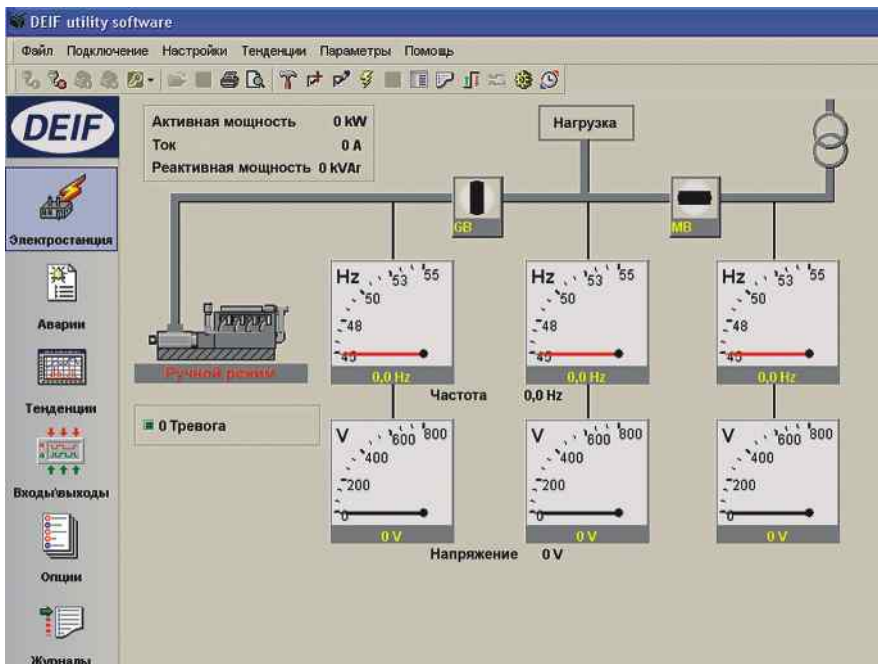 DEIF utility software
Файл Подключение Настройки Тенденции Параметры Помощь
DEIF
Активная мощность 0 kW
Ток 0 A
Реактивная мощность 0 kVAr
Нагрузка
GB
MB
Электростанция
Аварии
Тенденции
Входы\выходы
Опции
Журналы
Ручной режим
0 Тревога
Hz 53 55
50
48
45
0,0 Hz
Hz 53 55
50
48
45
0,0 Hz
Hz 53 55
50
48
45
0,0 Hz
Частота 0,0 Hz
V 600 800
400
200
0
0 V
V 600 800
400
200
0
0 V
V 600 800
400
200
0
0 V
Напряжение 0 V